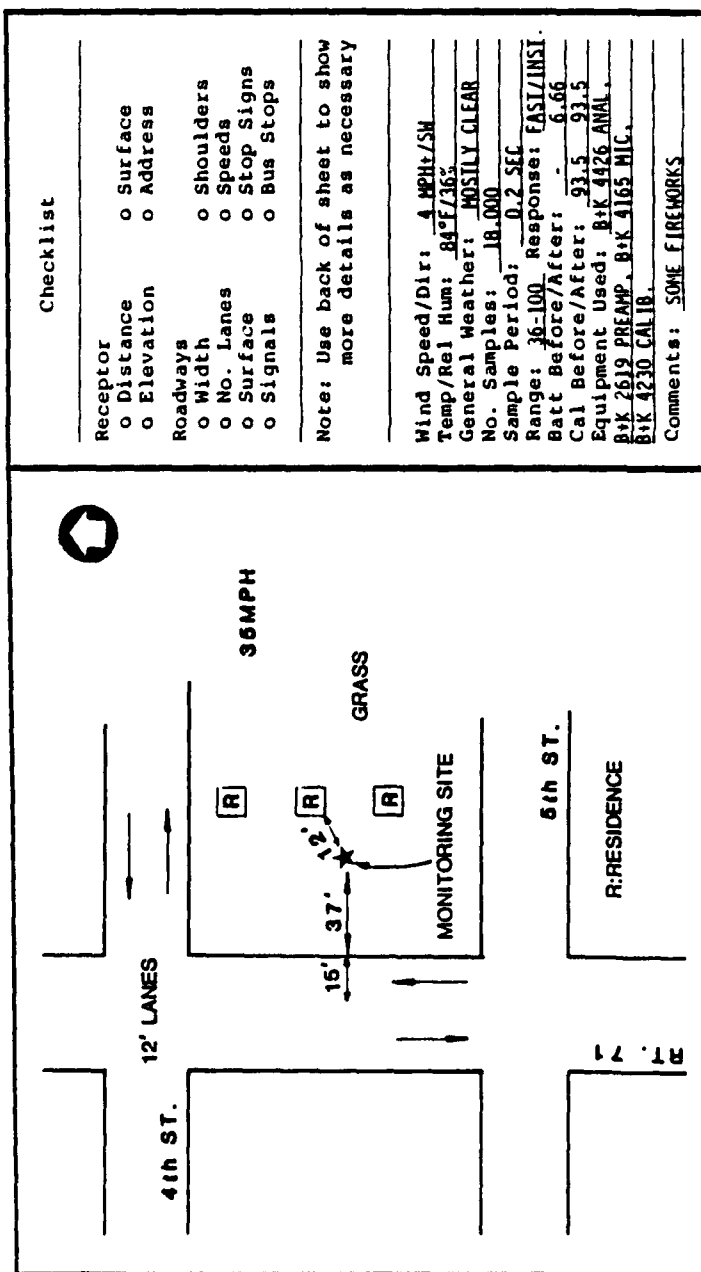 Checklist
Receptor
o Distance o Surface
o Elevation o Address
Roadways
o Width o Shoulders
o No. Lanes o Speeds
o Surface o Stop Signs
o Signals o Bus Stops
Note: Use back of sheet to show
more details as necessary
Wind Speed/Dir: 4 MPH+/SW
Temp/Rel Hum: 84°F/36%
General Weather: MOSTLY CLEAR
No. Samples: 18,000
Sample Period: 0.2 SEC
Range: 36-100 Response: FAST/INST.
Batt Before/After: - 6.66
Cal Before/After: 93.5 93.5
Equipment Used: B+K 4426 ANAL,
B+K 2619 PREAMP, B+K 4165 MIC,
B+K 4230 CALIB.
Comments: SOME FIREWORKS
4th ST.
12' LANES
36MPH
R
R
R
12'
37'
15'
GRASS
MONITORING SITE
5th ST.
R:RESIDENCE
RT. 71